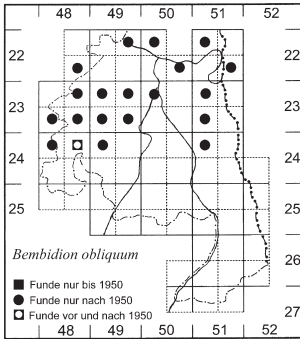 48 49 50 51 52
22 22
23 23
24 24
25 25
26
27
Bembidion obliquum
Funde nur bis 1950
Funde nur nach 1950
Funde vor und nach 1950
48 49 50 51 52